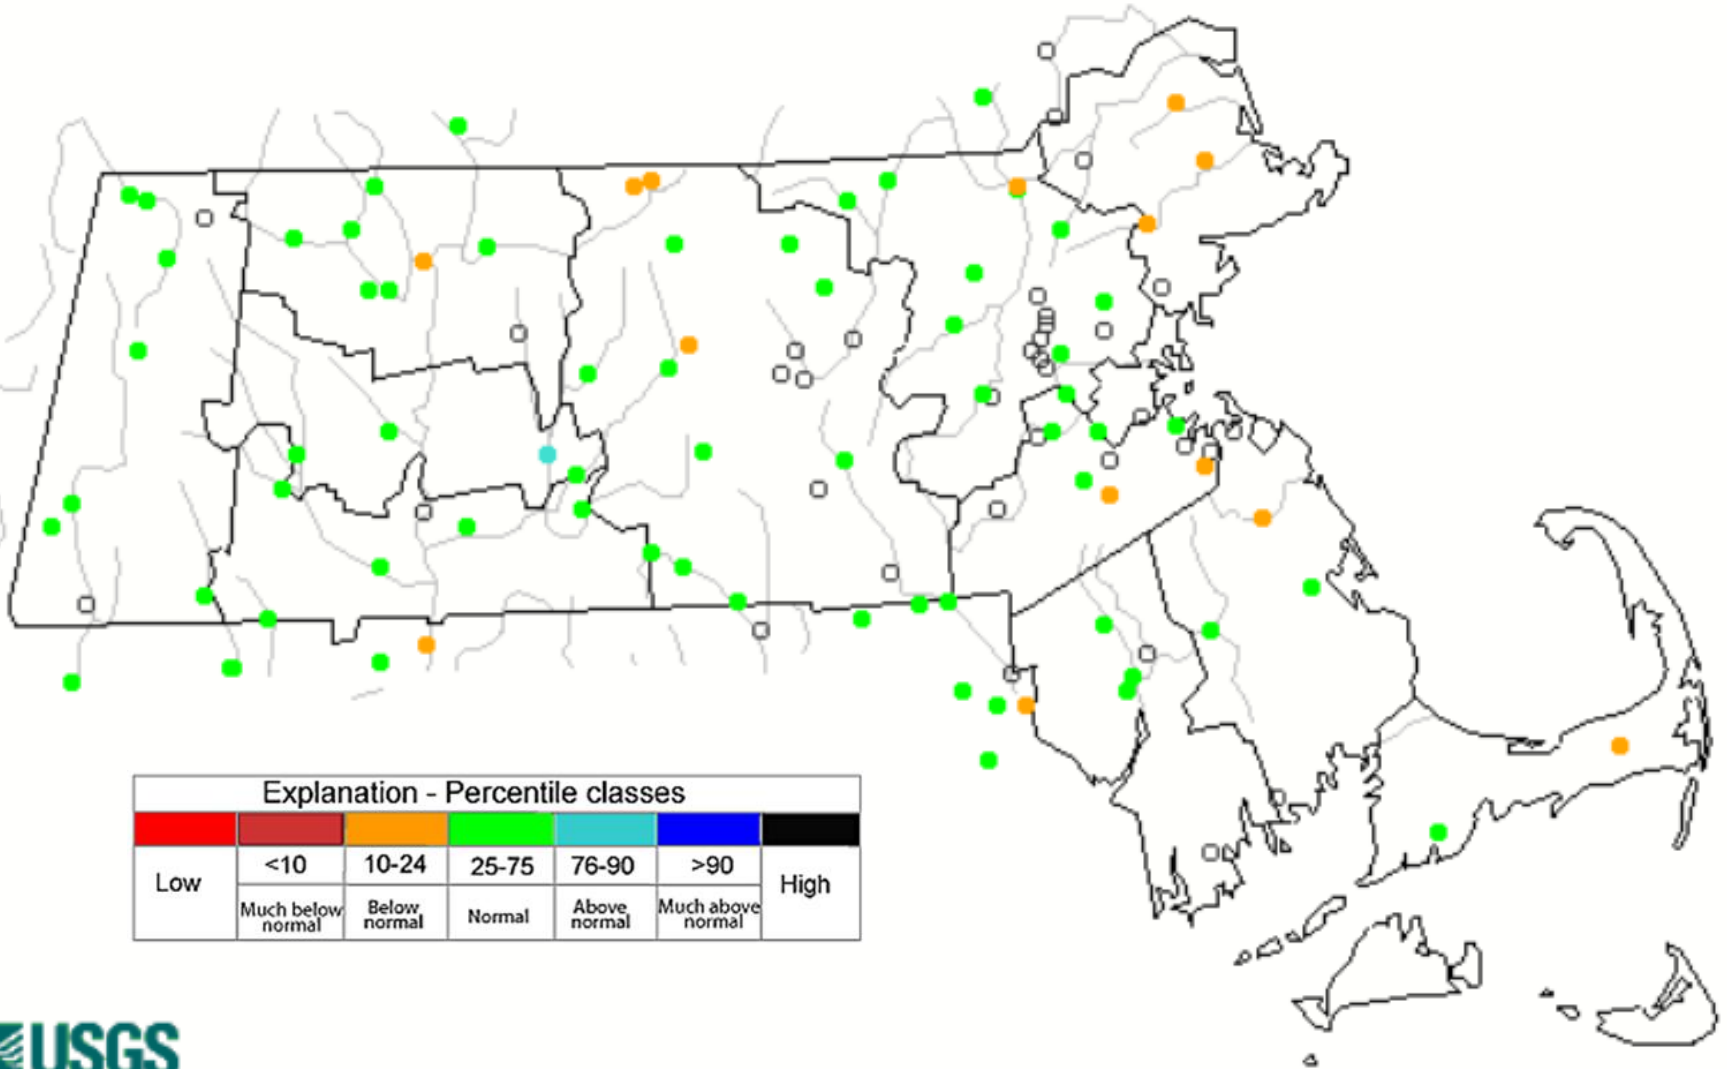 Explanation - Percentile classes
<10 10-24 25-75 76-90 >90
Low High
Much below normal Below normal Normal Above normal Much above normal
USGS